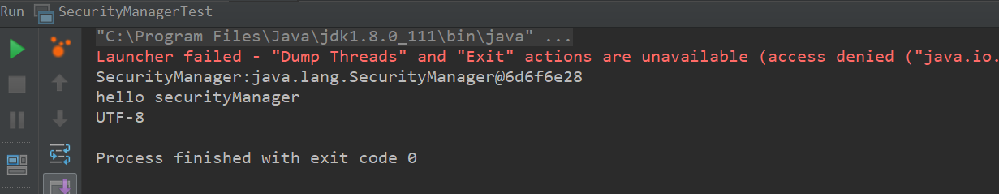 Run SecurityManagerTest
"C:\Program Files\Java\jdk1.8.0_111\bin\java" ...
Launcher failed - "Dump Threads" and "Exit" actions are unavailable (access denied ("java.io.
SecurityManager:java.lang.SecurityManager@6d6f6e28
hello securityManager
UTF-8
Process finished with exit code 0